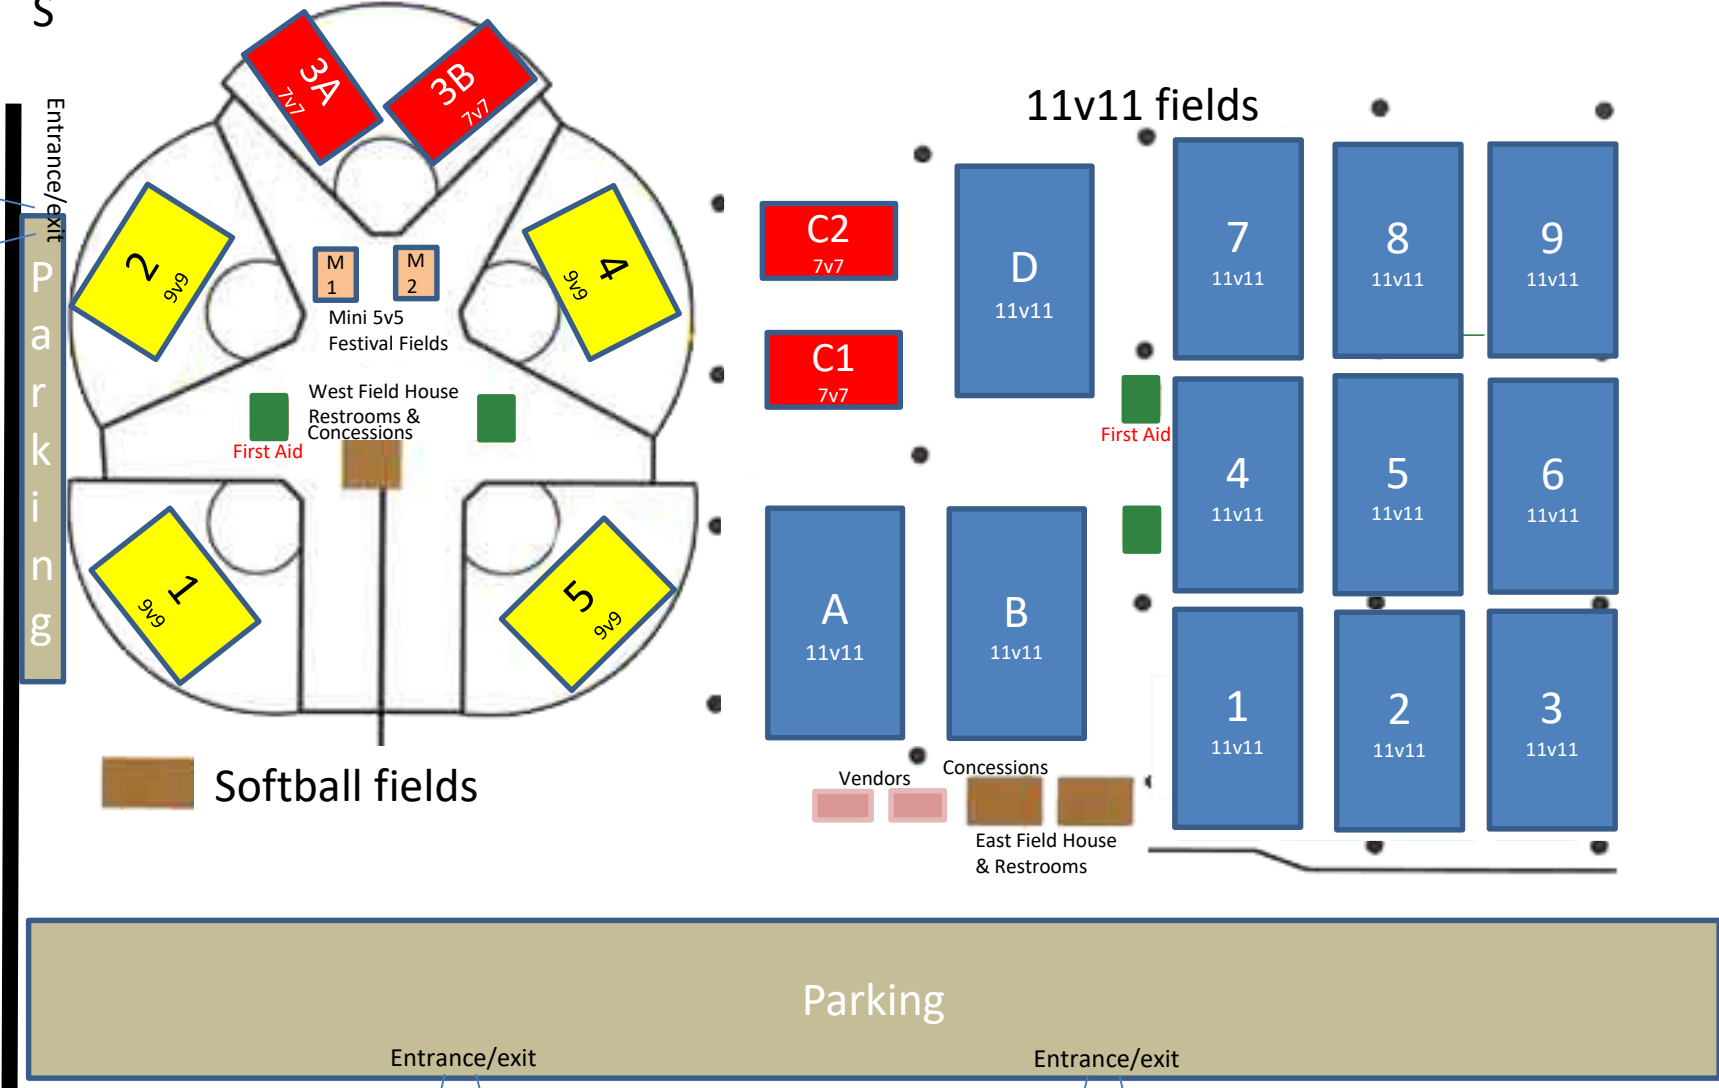 S
Entrance/exit
Parking
3A
7v7
3B
7v7
2
9v9
4
9v9
M
1
M
2
Mini 5v5
Festival Fields
West Field House
Restrooms &
Concessions
First Aid
1
9v9
5
9v9
Softball fields
11v11 fields
C2
7v7
C1
7v7
D
11v11
A
11v11
B
11v11
First Aid
7
11v11
8
11v11
9
11v11
4
11v11
5
11v11
6
11v11
1
11v11
2
11v11
3
11v11
Vendors
Concessions
East Field House
& Restrooms
Parking
Entrance/exit
Entrance/exit